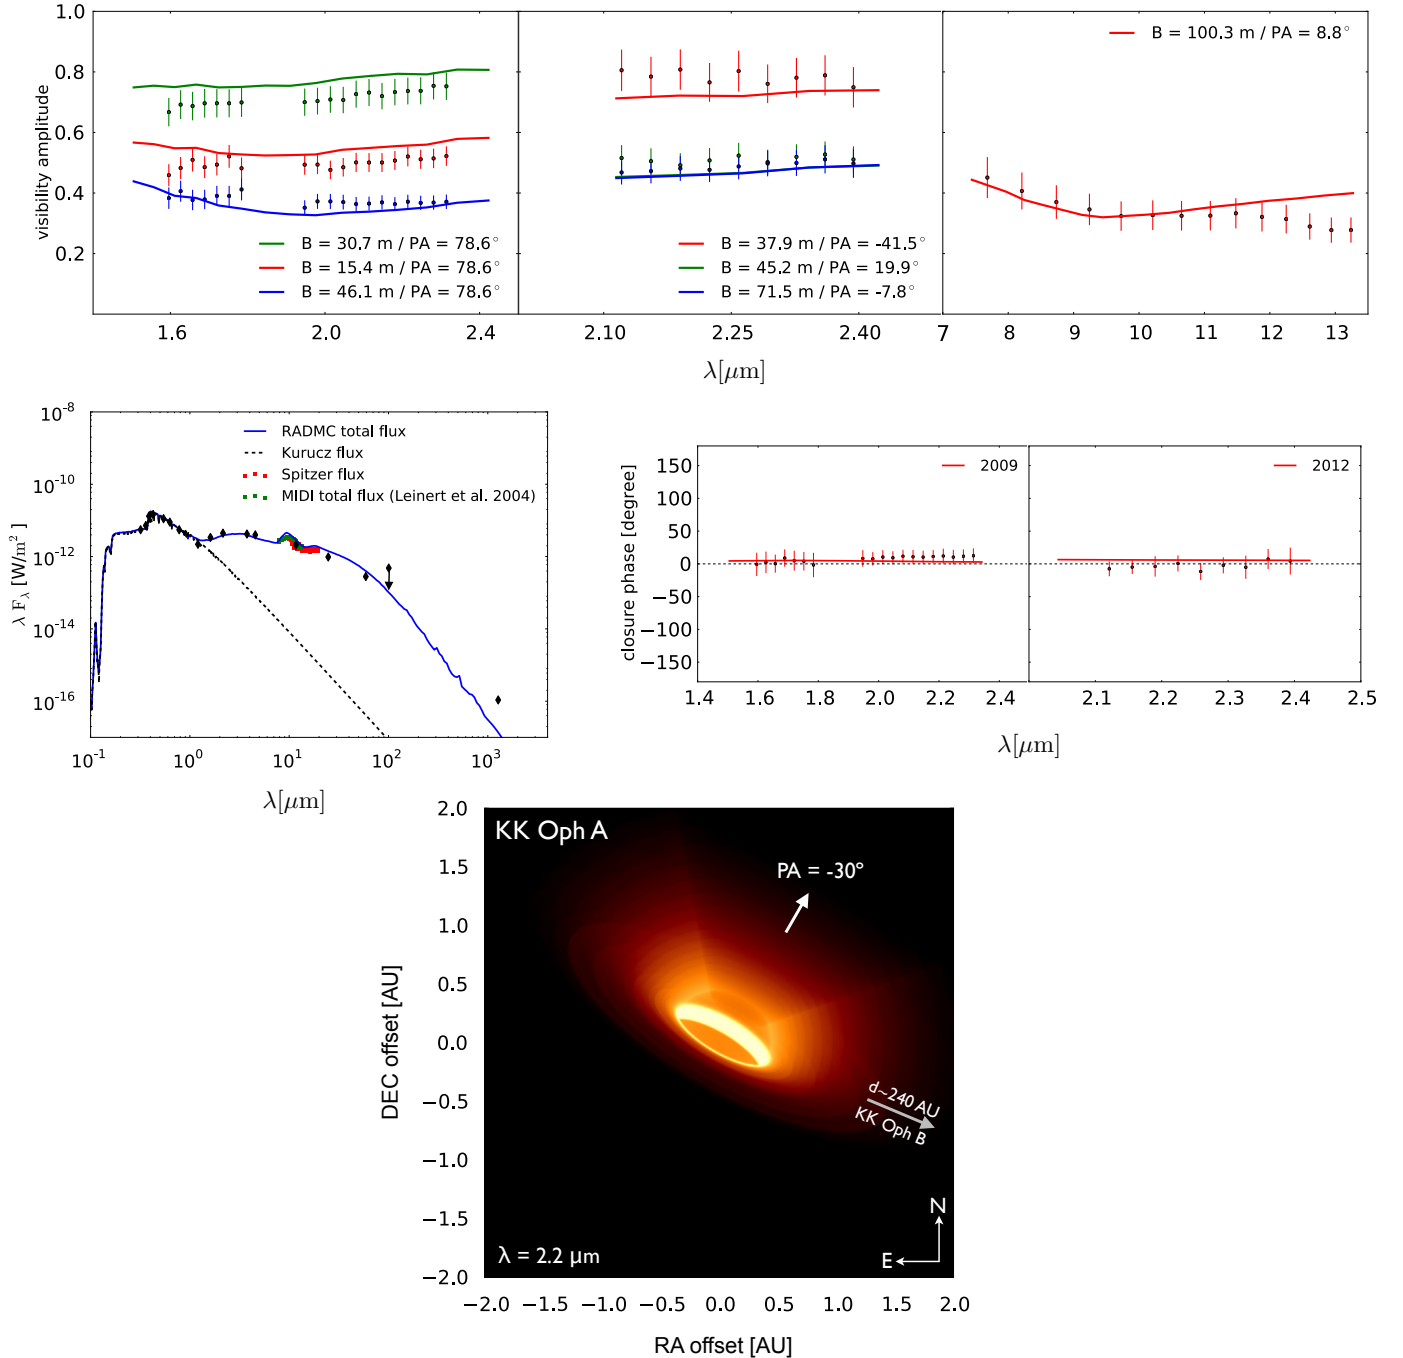 1.0
0.8
0.6
0.4
0.2
visibility amplitude
B = 30.7 m / PA = 78.6°
B = 15.4 m / PA = 78.6°
B = 46.1 m / PA = 78.6°
1.6 2.0 2.4
B = 37.9 m / PA = -41.5°
B = 45.2 m / PA = 19.9°
B = 71.5 m / PA = -7.8°
2.10 2.25 2.40
B = 100.3 m / PA = 8.8°
7 8 9 10 11 12 13
λ[μm]
10⁻⁸
10⁻¹⁰
10⁻¹²
10⁻¹⁴
10⁻¹⁶
λ F_λ [W/m²]
RADMC total flux
Kurucz flux
Spitzer flux
MIDI total flux (Leinert et al. 2004)
10⁻¹ 10⁰ 10¹ 10² 10³
λ[μm]
150
100
50
0
−50
−100
−150
closure phase [degree]
2009
2012
1.4 1.6 1.8 2.0 2.2 2.4
2.1 2.2 2.3 2.4 2.5
λ[μm]
2.0
1.5
1.0
0.5
0.0
−0.5
−1.0
−1.5
−2.0
DEC offset [AU]
KK Oph A
PA = -30°
d~240 AU
KK Oph B
N
E
λ = 2.2 μm
−2.0 −1.5 −1.0 −0.5 0.0 0.5 1.0 1.5 2.0
RA offset [AU]